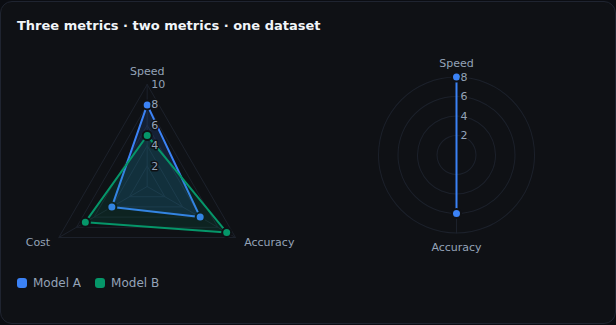 Three metrics · two metrics · one dataset
Speed
10
8
6
4
2
Cost
Accuracy
Speed
8
6
4
2
Accuracy
Model A
Model B